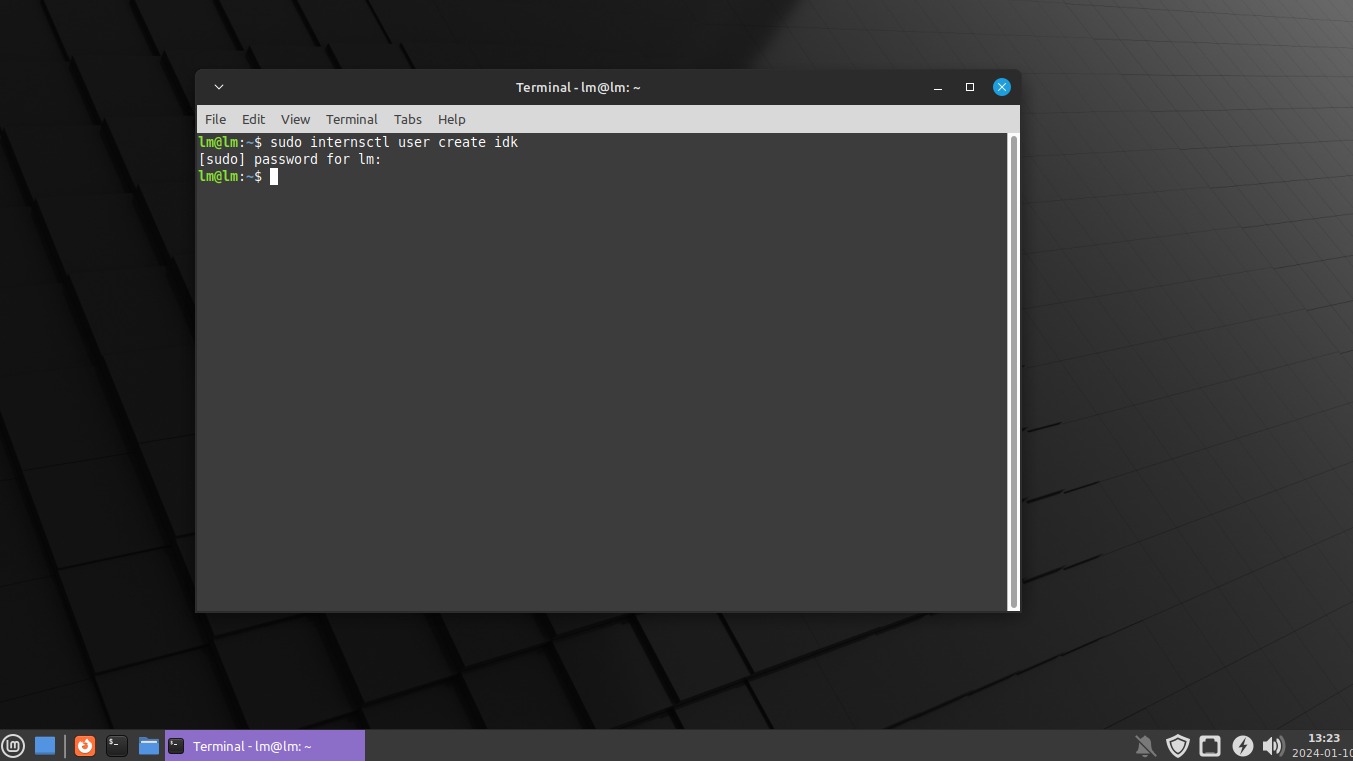 Terminal - lm@lm: ~
File Edit View Terminal Tabs Help
lm@lm:~$ sudo internsctl user create idk
[sudo] password for lm:
lm@lm:~$
Terminal - lm@lm: ~
13:23
2024-01-10